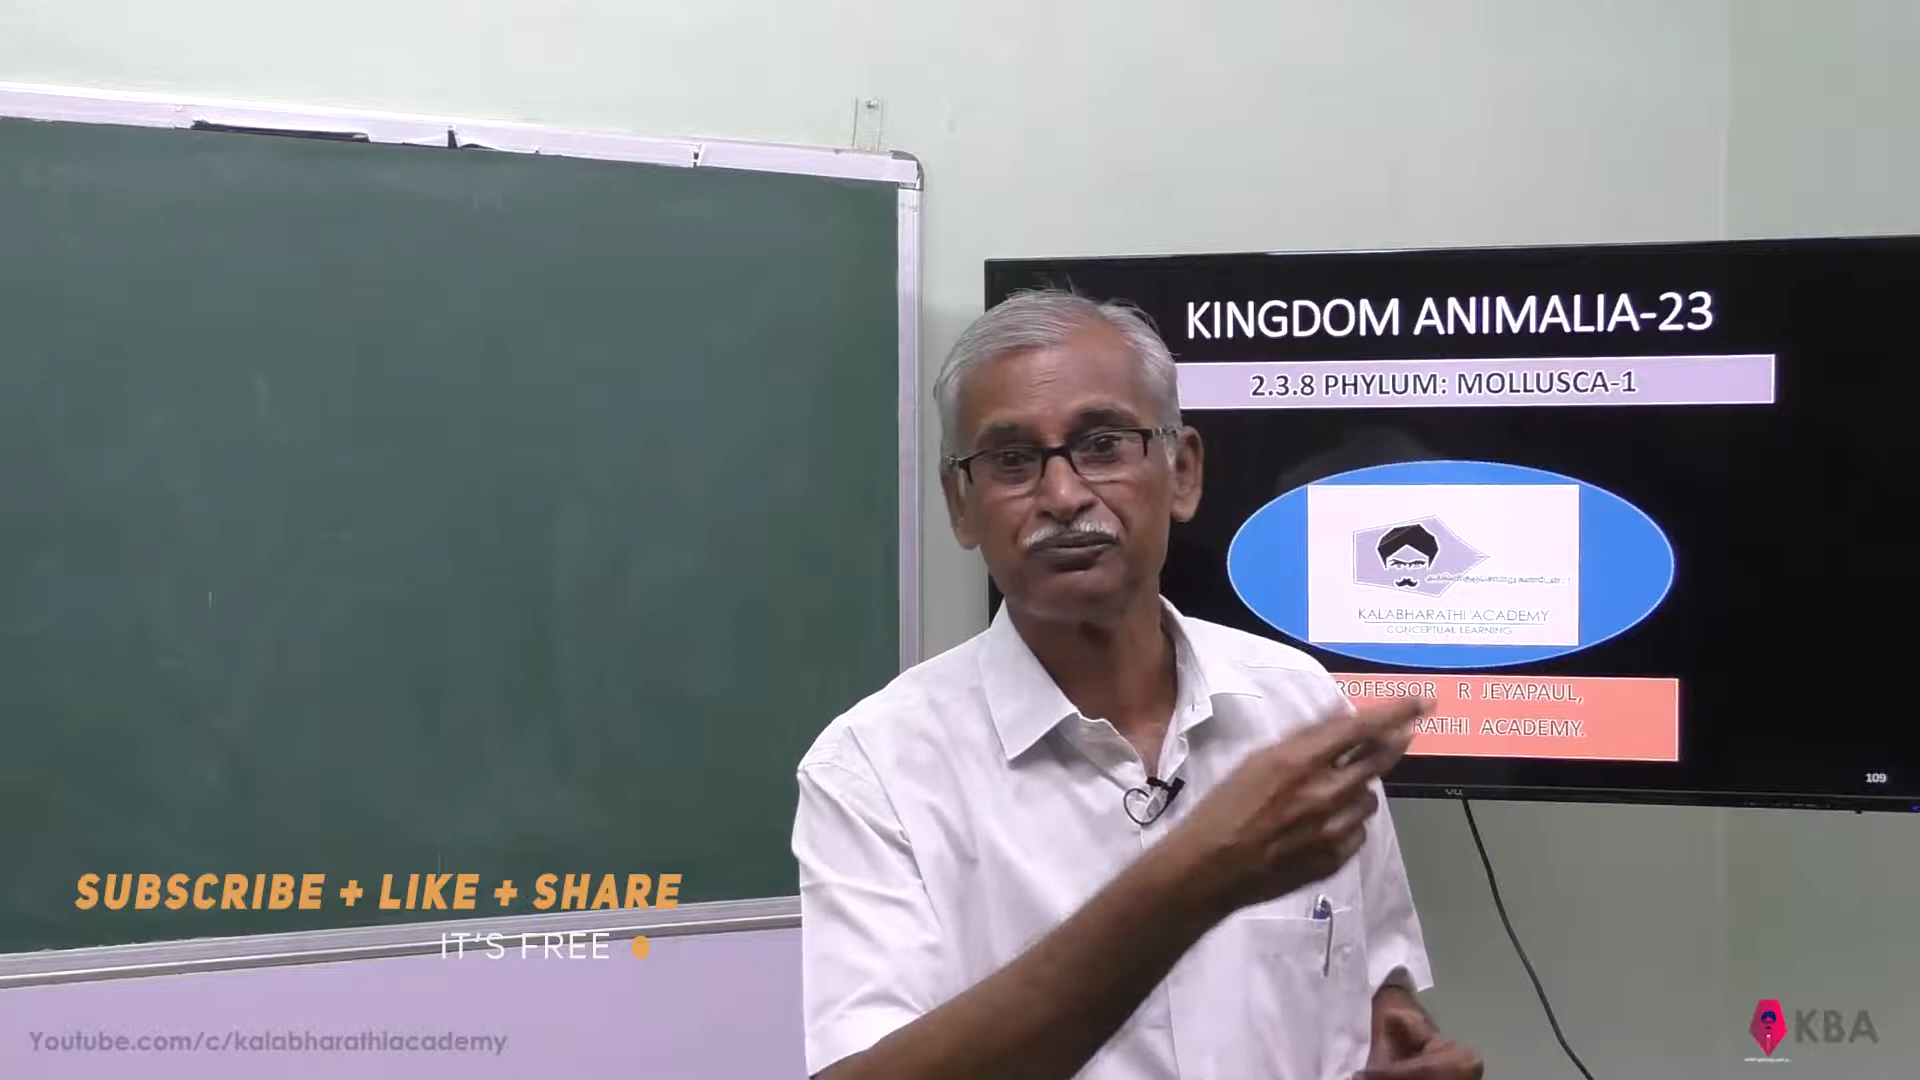 KINGDOM ANIMALIA-23
2.3.8 PHYLUM: MOLLUSCA-1
KALABHARATHI ACADEMY
CONCEPTUAL LEARNING
ROFESSOR R JEYAPAUL,
RATHI ACADEMY.
109
VU
SUBSCRIBE + LIKE + SHARE
IT'S FREE
Youtube.com/c/kalabharathiacademy
KBA